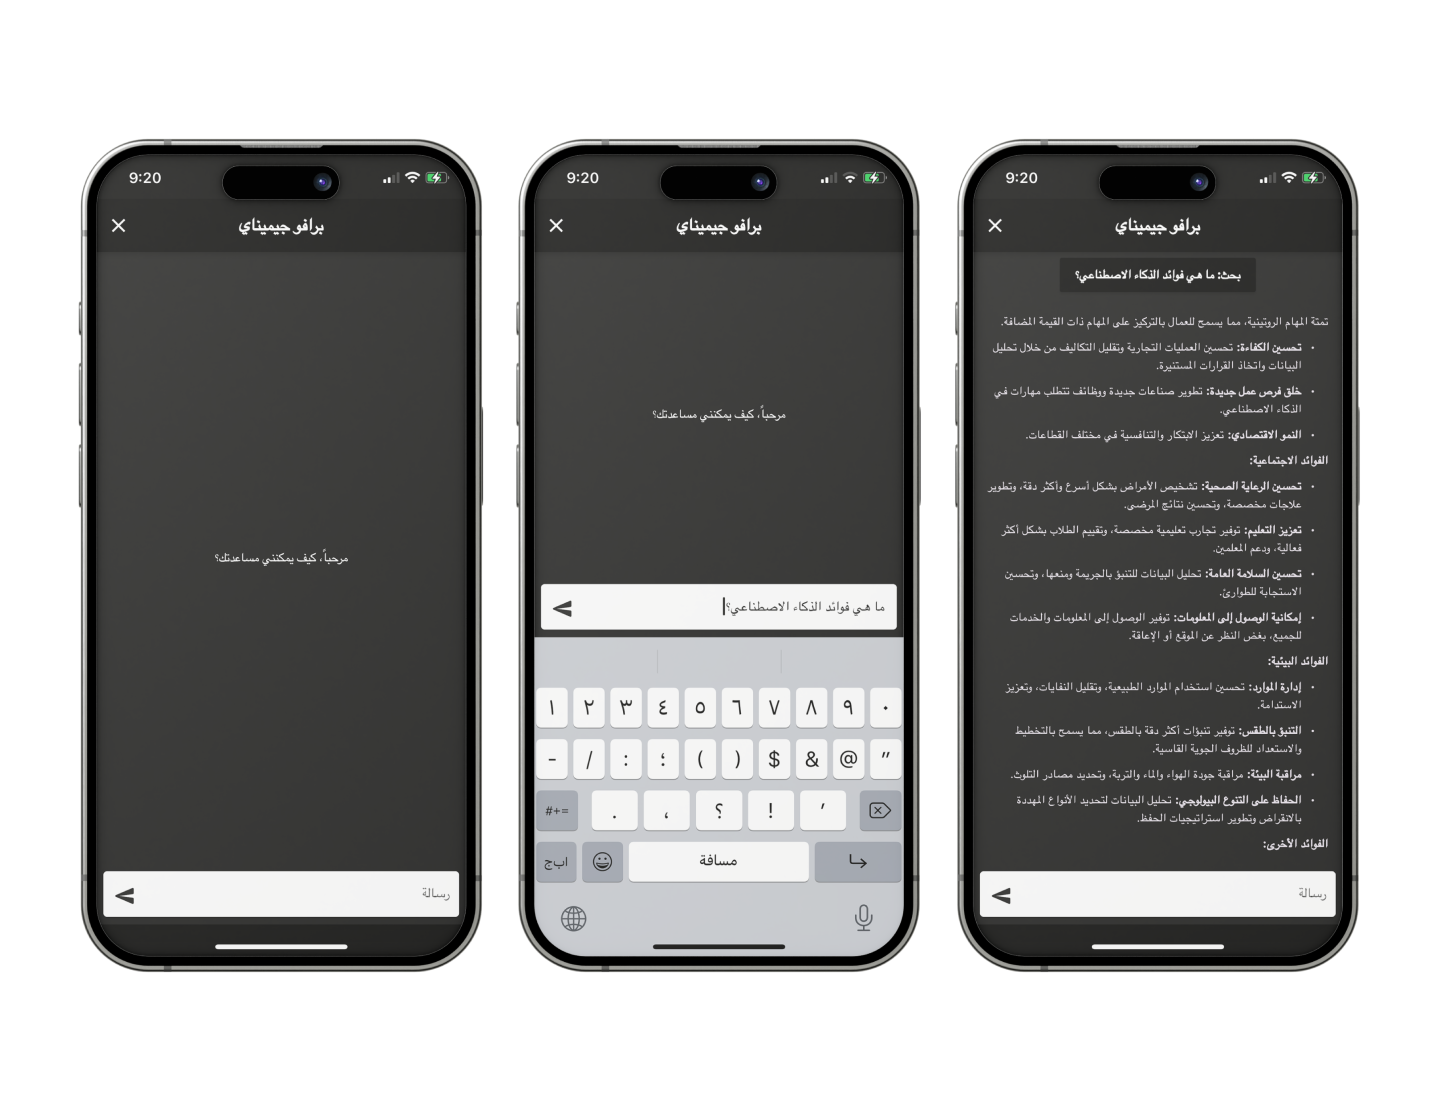 9:20
برافو جيميناي
مرحباً، كيف يمكنني مساعدتك؟
رسالة
9:20
برافو جيميناي
مرحباً، كيف يمكنني مساعدتك؟
ما هي فوائد الذكاء الاصطناعي؟
١ ٢ ٣ ٤ ٥ ٦ ٧ ٨ ٩ ٠
- / : ؛ ( ) $ & @ "
#+= . ، ؟ ! ’
اب‌ج مسافة
9:20
برافو جيميناي
بحث: ما هي فوائد الذكاء الاصطناعي؟
تمتة المهام الروتينية، مما يسمح للعمال بالتركيز على المهام ذات القيمة المضافة.
• تحسين الكفاءة: تحسين العمليات التجارية وتقليل التكاليف من خلال تحليل
البيانات واتخاذ القرارات المستنيرة.
• خلق فرص عمل جديدة: تطوير صناعات جديدة ووظائف تتطلب مهارات في
الذكاء الاصطناعي.
• النمو الاقتصادي: تعزيز الابتكار والتنافسية في مختلف القطاعات.
الفوائد الاجتماعية:
• تحسين الرعاية الصحية: تشخيص الأمراض بشكل أسرع وأكثر دقة، وتطوير
علاجات مخصصة، وتحسين نتائج المرضى.
• تعزيز التعليم: توفير تجارب تعليمية مخصصة، وتقييم الطلاب بشكل أكثر
فعالية، ودعم المعلمين.
• تحسين السلامة العامة: تحليل البيانات للتنبؤ بالجريمة ومنعها، وتحسين
الاستجابة للطوارئ.
• إمكانية الوصول إلى المعلومات: توفير الوصول إلى المعلومات والخدمات
للجميع، بغض النظر عن الموقع أو الإعاقة.
الفوائد البيئية:
• إدارة الموارد: تحسين استخدام الموارد الطبيعية، وتقليل النفايات، وتعزيز
الاستدامة.
• التنبؤ بالطقس: توفير تنبؤات أكثر دقة بالطقس، مما يسمح بالتخطيط
والاستعداد للظروف الجوية القاسية.
• مراقبة البيئة: مراقبة جودة الهواء والماء والتربة، وتحديد مصادر التلوث.
• الحفاظ على التنوع البيولوجي: تحليل البيانات لتحديد الأنواع المهددة
بالانقراض وتطوير استراتيجيات الحفظ.
الفوائد الأخرى:
رسالة